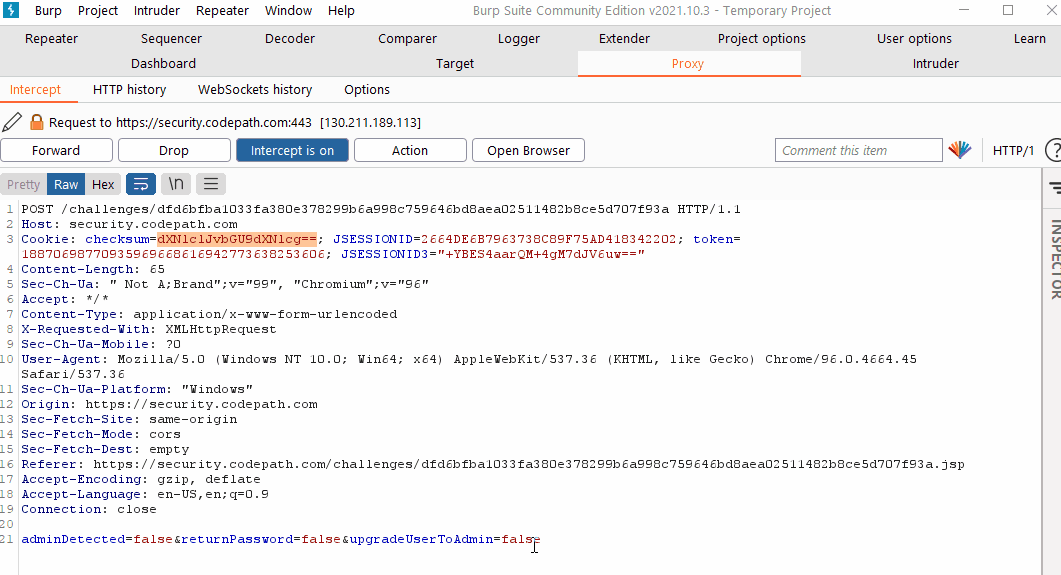 Burp Project Intruder Repeater Window Help Burp Suite Community Edition v2021.10.3 - Temporary Project
Repeater Sequencer Decoder Comparer Logger Extender Project options User options Learn
Dashboard Target Proxy Intruder
Intercept HTTP history WebSockets history Options
Request to https://security.codepath.com:443 [130.211.189.113]
Forward Drop Intercept is on Action Open Browser Comment this item HTTP/1 ?
Pretty Raw Hex \n
1 POST /challenges/dfd6bfba1033fa380e378299b6a998c759646bd8aea02511482b8ce5d707f93a HTTP/1.1
2 Host: security.codepath.com
3 Cookie: checksum=dXNlclJvbGU9dXNlcg==; JSESSIONID=2664DE6B7963738C89F75AD418342202; token=
188706987709359696686169427736382536​06; JSESSIONID3="+YBES4aarQM+4gM7dJV6uw=="
4 Content-Length: 65
5 Sec-Ch-Ua: " Not A;Brand";v="99", "Chromium";v="96"
6 Accept: */*
7 Content-Type: application/x-www-form-urlencoded
8 X-Requested-With: XMLHttpRequest
9 Sec-Ch-Ua-Mobile: ?0
10 User-Agent: Mozilla/5.0 (Windows NT 10.0; Win64; x64) AppleWebKit/537.36 (KHTML, like Gecko) Chrome/96.0.4664.45
Safari/537.36
11 Sec-Ch-Ua-Platform: "Windows"
12 Origin: https://security.codepath.com
13 Sec-Fetch-Site: same-origin
14 Sec-Fetch-Mode: cors
15 Sec-Fetch-Dest: empty
16 Referer: https://security.codepath.com/challenges/dfd6bfba1033fa380e378299b6a998c759646bd8aea02511482b8ce5d707f93a.jsp
17 Accept-Encoding: gzip, deflate
18 Accept-Language: en-US,en;q=0.9
19 Connection: close
20
21 adminDetected=false&returnPassword=false&upgradeUserToAdmin=false
INSPECTOR